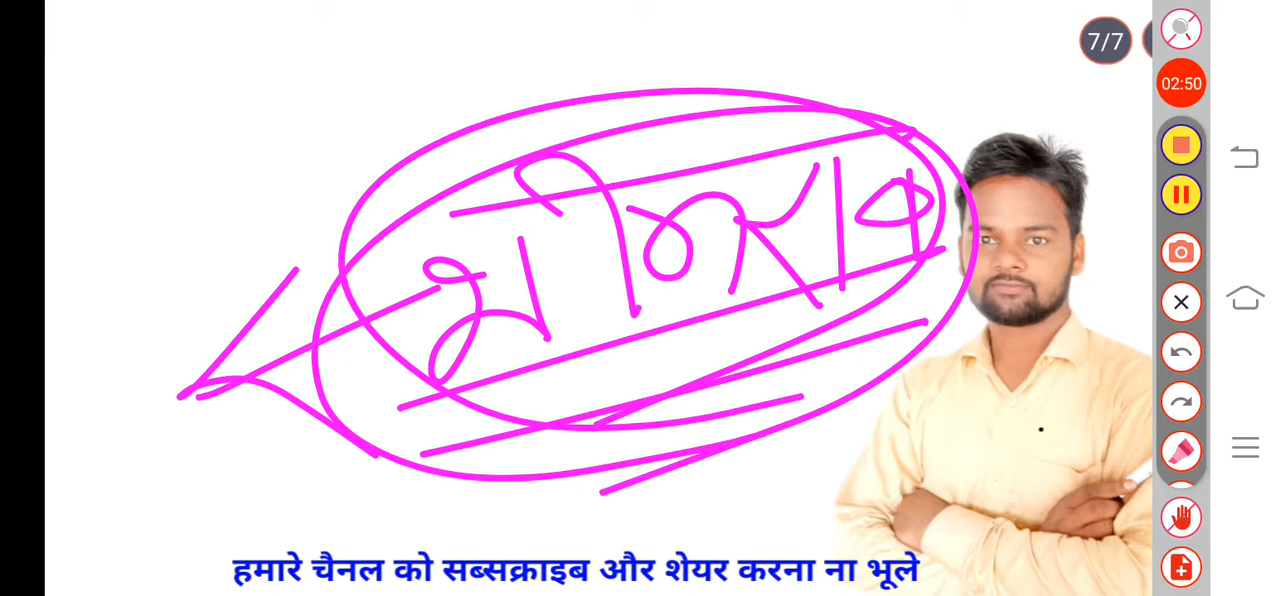 7/7
02:50
हमारे चैनल को सब्सक्राइब और शेयर करना ना भूले